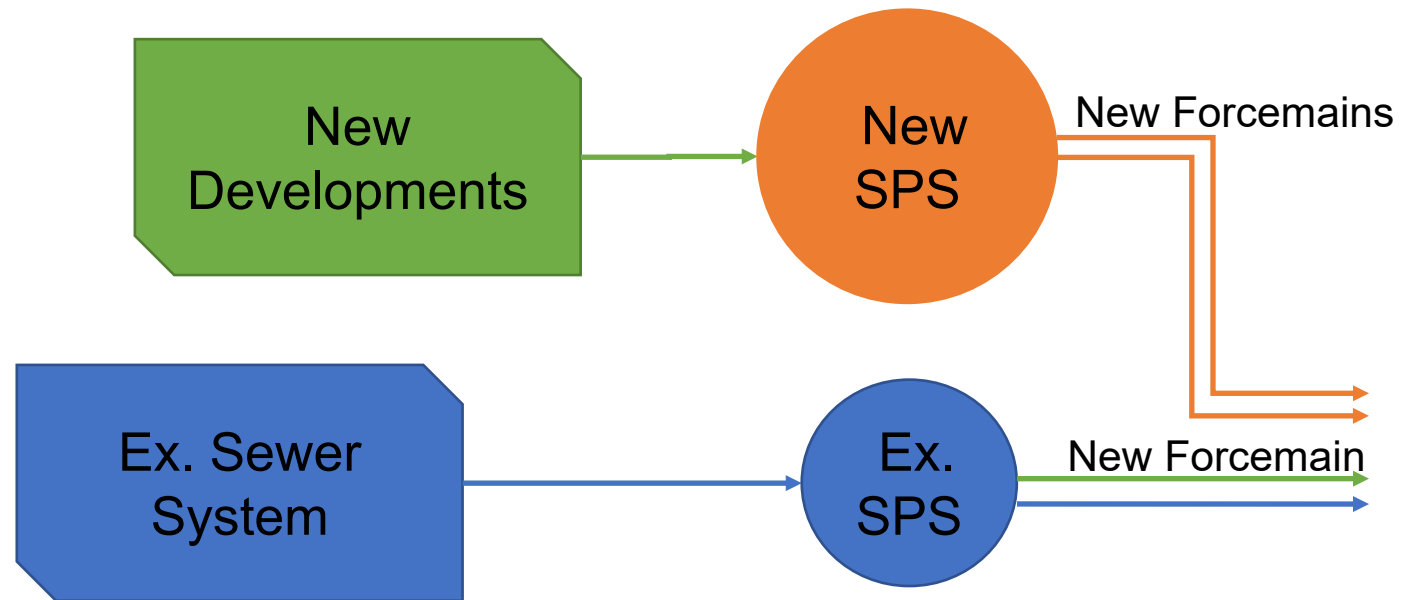 New
Developments
New
SPS
New Forcemains
Ex. Sewer
System
Ex.
SPS
New Forcemain